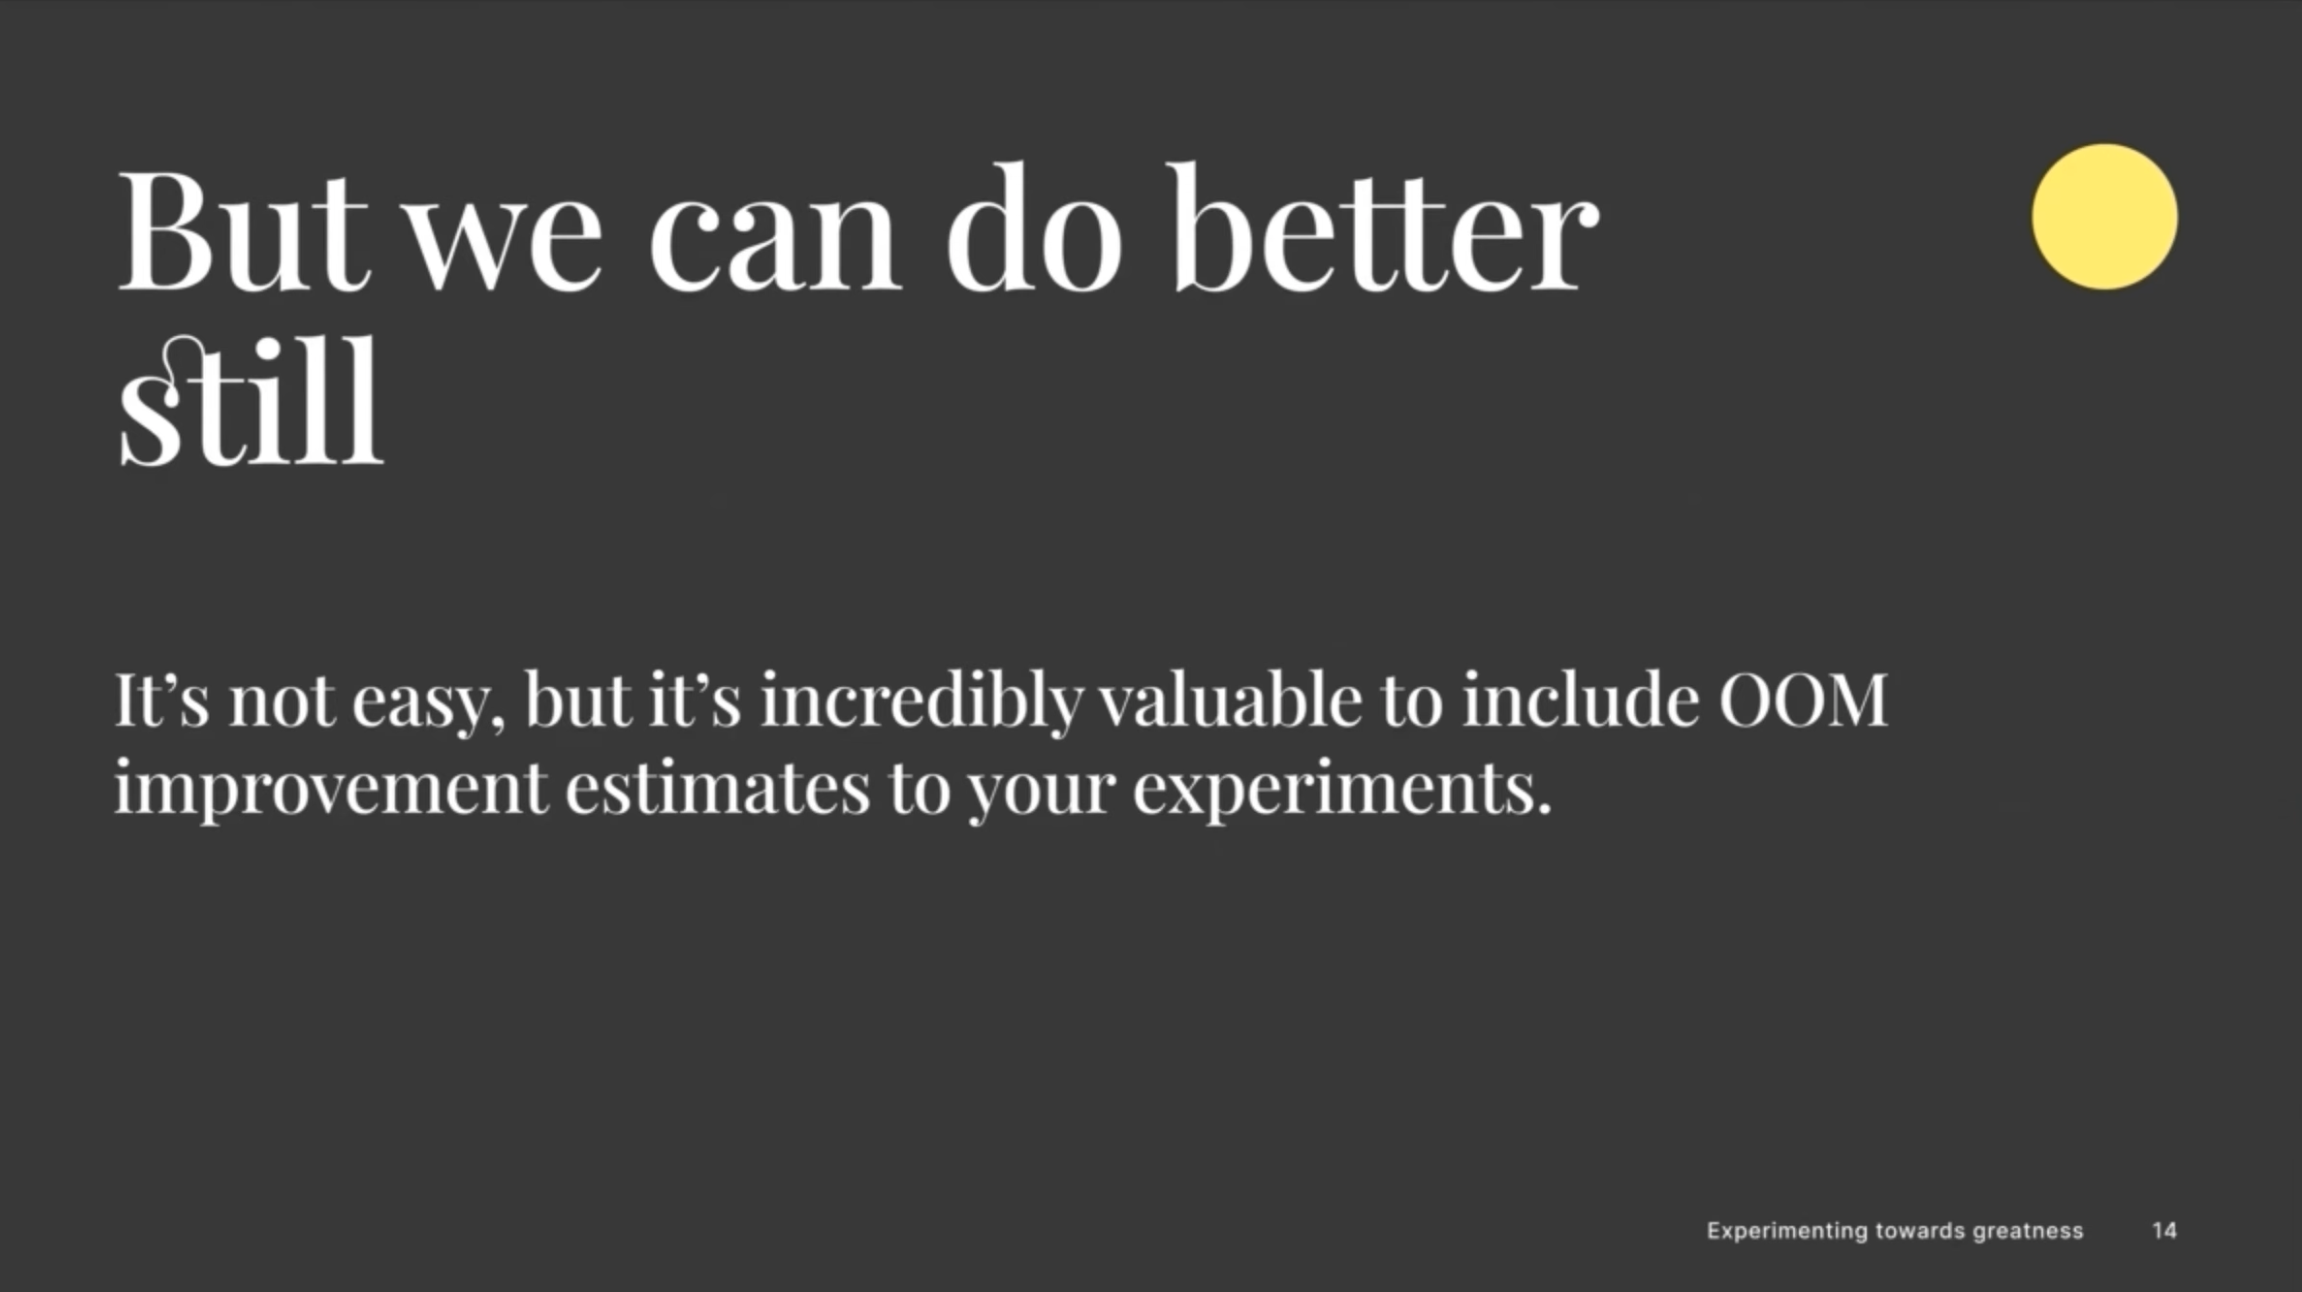 But we can do better
still
It’s not easy, but it’s incredibly valuable to include OOM
improvement estimates to your experiments.
Experimenting towards greatness 14